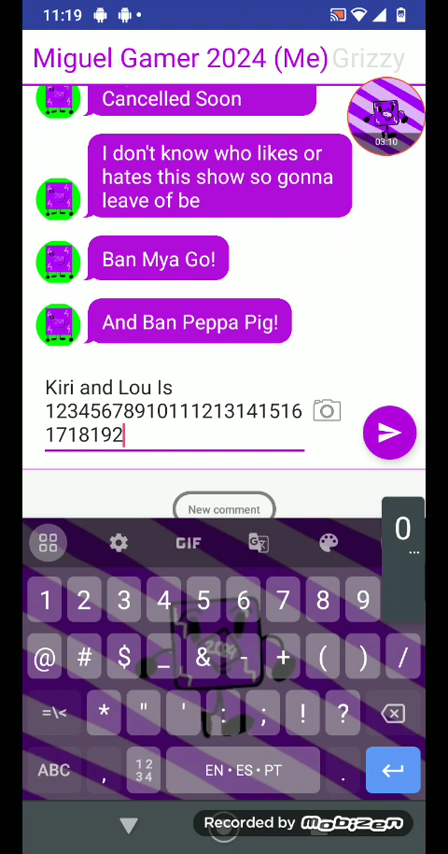 11:19
Miguel Gamer 2024 (Me) Grizzy
Cancelled Soon
03:10
I don't know who likes or
hates this show so gonna
leave of be
Ban Mya Go!
And Ban Peppa Pig!
Kiri and Lou Is
12345678910111213141516
1718192
New comment
GIF
0
...
1 2 3 4 5 6 7 8 9
@ # $ _ & - + ( ) /
=\< * " ' : ; ! ?
ABC , 12
34 EN • ES • PT .
Recorded by mobizen